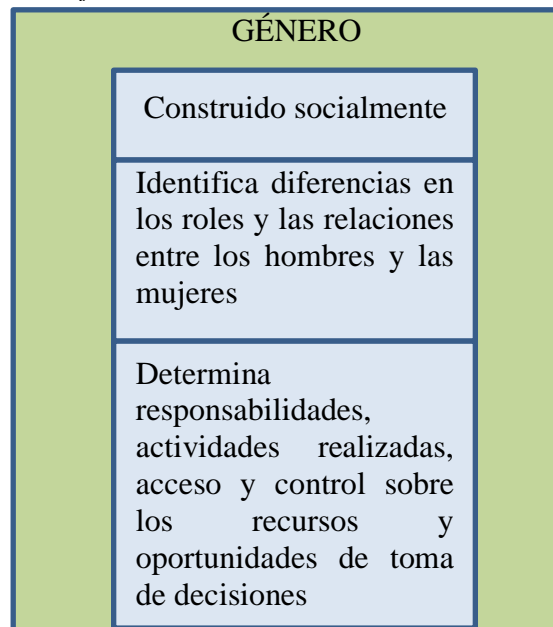 GÉNERO
Construido socialmente
Identifica diferencias en
los roles y las relaciones
entre los hombres y las
mujeres
Determina
responsabilidades,
actividades realizadas,
acceso y control sobre
los recursos y
oportunidades de toma
de decisiones